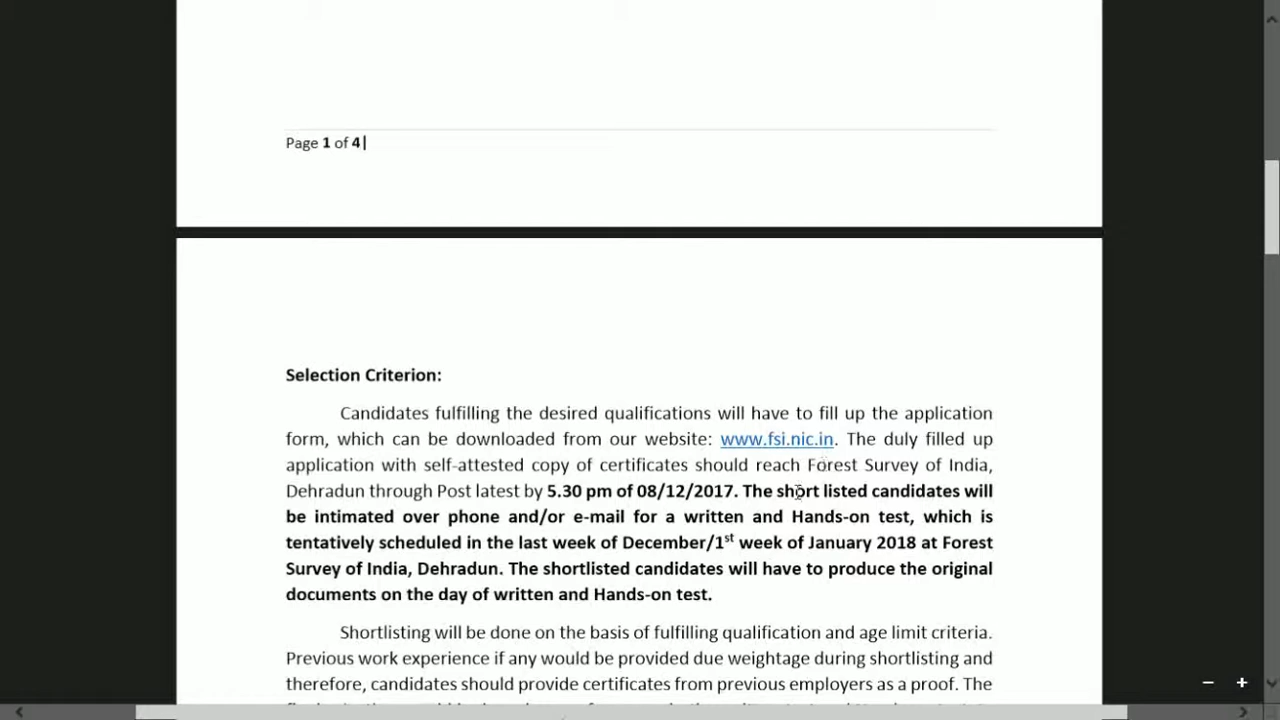 Page 1 of 4|
Selection Criterion:
Candidates fulfilling the desired qualifications will have to fill up the application
form, which can be downloaded from our website: www.fsi.nic.in. The duly filled up
application with self-attested copy of certificates should reach Forest Survey of India,
Dehradun through Post latest by 5.30 pm of 08/12/2017. The short listed candidates will
be intimated over phone and/or e-mail for a written and Hands-on test, which is
tentatively scheduled in the last week of December/1st week of January 2018 at Forest
Survey of India, Dehradun. The shortlisted candidates will have to produce the original
documents on the day of written and Hands-on test.
Shortlisting will be done on the basis of fulfilling qualification and age limit criteria.
Previous work experience if any would be provided due weightage during shortlisting and
therefore, candidates should provide certificates from previous employers as a proof. The